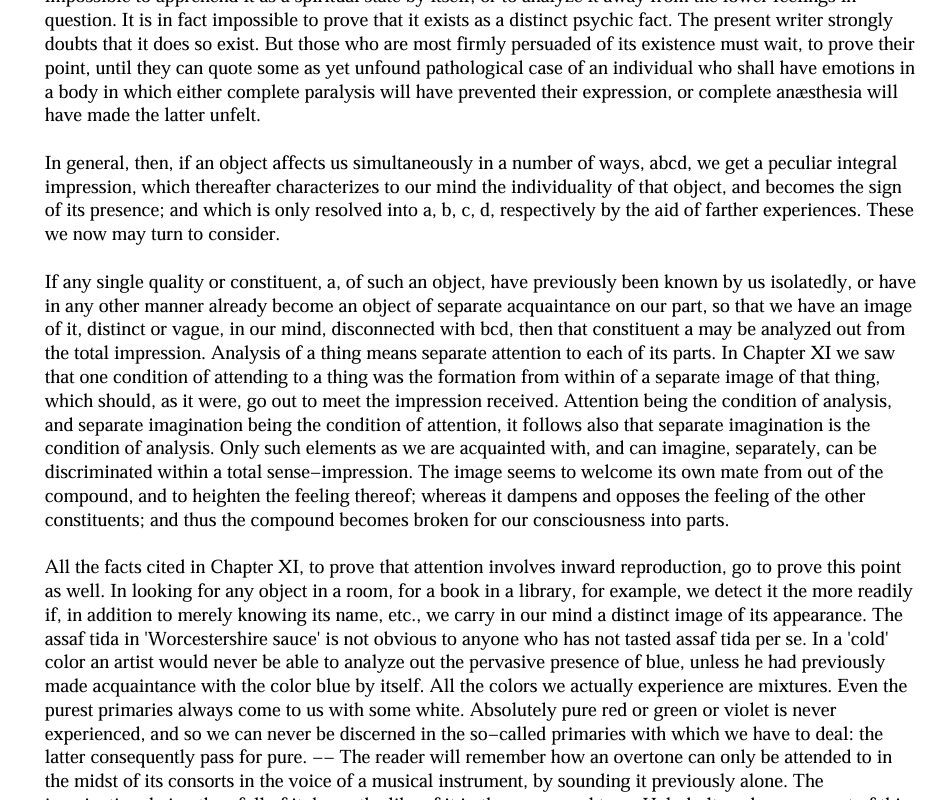 question. It is in fact impossible to prove that it exists as a distinct psychic fact. The present writer strongly
doubts that it does so exist. But those who are most firmly persuaded of its existence must wait, to prove their
point, until they can quote some as yet unfound pathological case of an individual who shall have emotions in
a body in which either complete paralysis will have prevented their expression, or complete anæsthesia will
have made the latter unfelt.
In general, then, if an object affects us simultaneously in a number of ways, abcd, we get a peculiar integral
impression, which thereafter characterizes to our mind the individuality of that object, and becomes the sign
of its presence; and which is only resolved into a, b, c, d, respectively by the aid of farther experiences. These
we now may turn to consider.
If any single quality or constituent, a, of such an object, have previously been known by us isolatedly, or have
in any other manner already become an object of separate acquaintance on our part, so that we have an image
of it, distinct or vague, in our mind, disconnected with bcd, then that constituent a may be analyzed out from
the total impression. Analysis of a thing means separate attention to each of its parts. In Chapter XI we saw
that one condition of attending to a thing was the formation from within of a separate image of that thing,
which should, as it were, go out to meet the impression received. Attention being the condition of analysis,
and separate imagination being the condition of attention, it follows also that separate imagination is the
condition of analysis. Only such elements as we are acquainted with, and can imagine, separately, can be
discriminated within a total sense−impression. The image seems to welcome its own mate from out of the
compound, and to heighten the feeling thereof; whereas it dampens and opposes the feeling of the other
constituents; and thus the compound becomes broken for our consciousness into parts.
All the facts cited in Chapter XI, to prove that attention involves inward reproduction, go to prove this point
as well. In looking for any object in a room, for a book in a library, for example, we detect it the more readily
if, in addition to merely knowing its name, etc., we carry in our mind a distinct image of its appearance. The
assaf tida in 'Worcestershire sauce' is not obvious to anyone who has not tasted assaf tida per se. In a 'cold'
color an artist would never be able to analyze out the pervasive presence of blue, unless he had previously
made acquaintance with the color blue by itself. All the colors we actually experience are mixtures. Even the
purest primaries always come to us with some white. Absolutely pure red or green or violet is never
experienced, and so we can never be discerned in the so−called primaries with which we have to deal: the
latter consequently pass for pure. −− The reader will remember how an overtone can only be attended to in
the midst of its consorts in the voice of a musical instrument, by sounding it previously alone. The